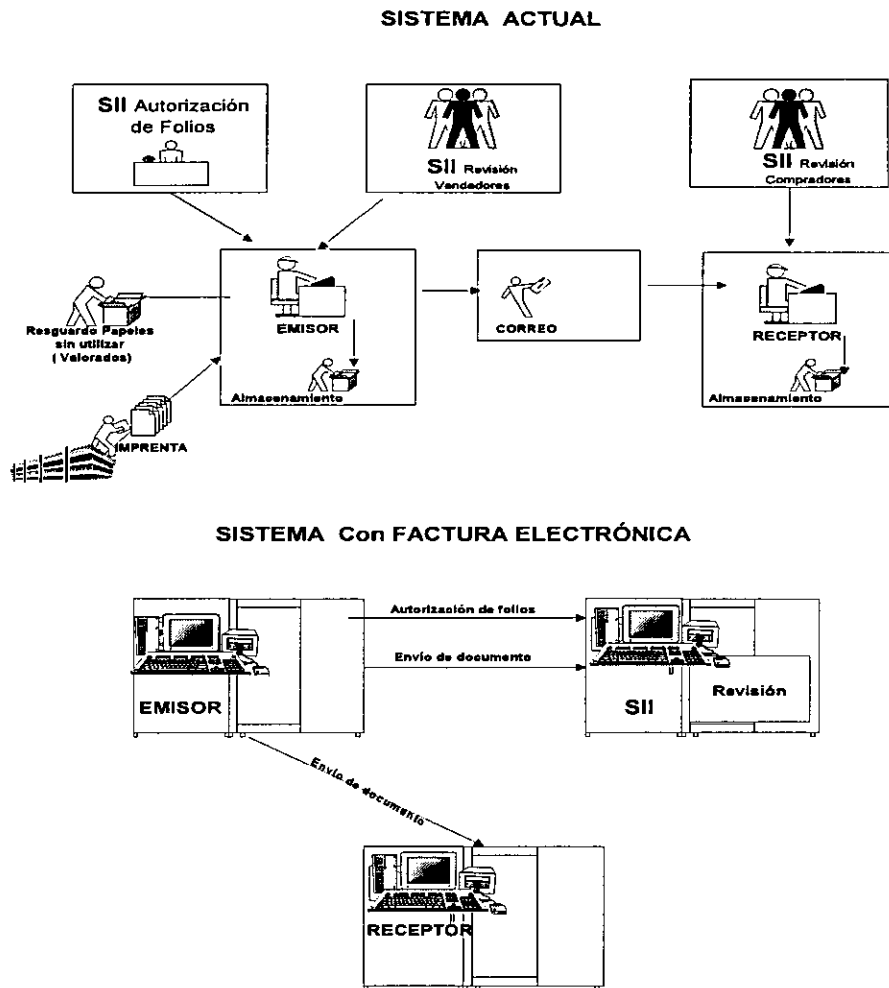 SISTEMA ACTUAL
SII Autorización
de Folios
SII Revisión
Vendadores
SII Revisión
Compradores
Resguardo Papeles
sin utilizar
(Valorados)
EMISOR
Almacenamiento
CORREO
RECEPTOR
Almacenamiento
IMPRENTA
SISTEMA Con FACTURA ELECTRÓNICA
Autorización de folios
Envío de documento
EMISOR
SII
Revisión
Envío de documento
RECEPTOR